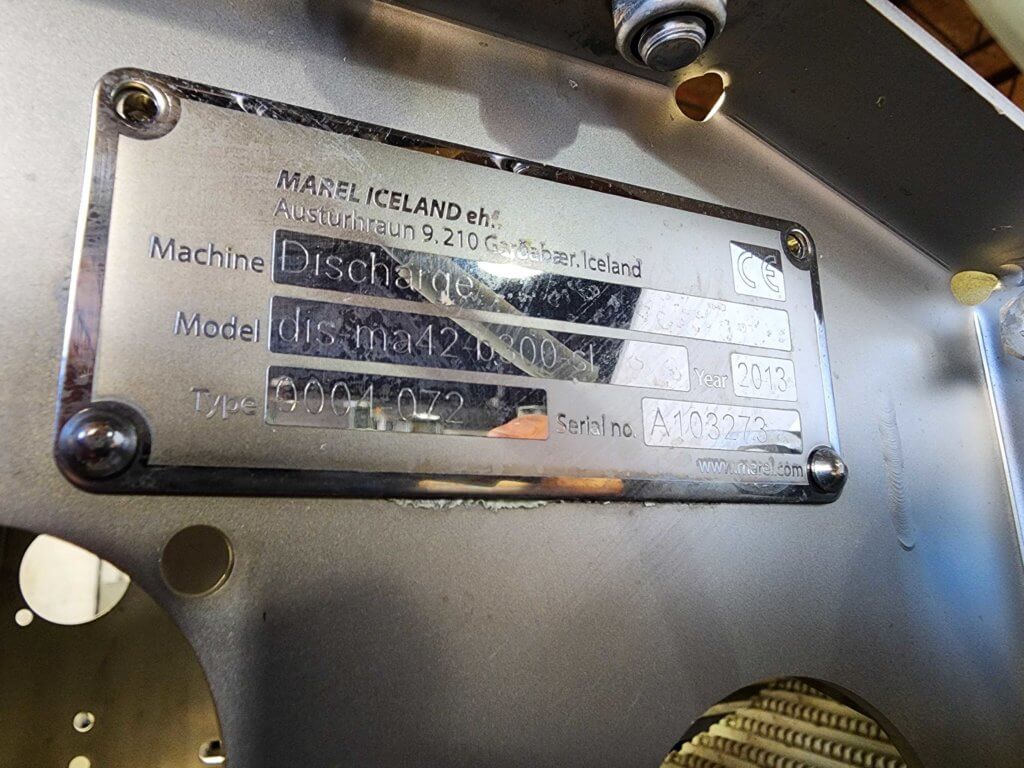 MAREL ICELAND ehf.
Austurhraun 9, 210 Garðabær, Iceland
CE
Machine Discharge
Model dis-ma42-b300-sl
Year 2013
Type 9004-072
Serial no. A103273
www.marel.com